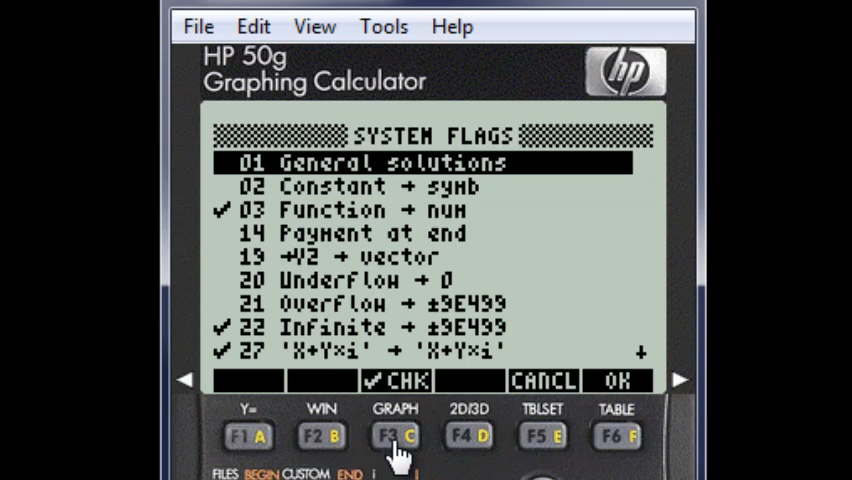 File Edit View Tools Help
HP 50g
Graphing Calculator
hp
SYSTEM FLAGS
01 General solutions
02 Constant → symb
✓ 03 Function → num
14 Payment at end
19 →V2 → vector
20 Underflow → 0
21 Overflow → ±9E499
✓ 22 Infinite → ±9E499
✓ 27 'X+Y×i' → 'X+Y×i'
✓CHK CANCL OK
Y= WIN GRAPH 2D/3D TBLSET TABLE
F1 A F2 B F3 C F4 D F5 E F6 F
FILES BEGIN CUSTOM END i